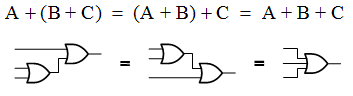 A + (B + C) = (A + B) + C = A + B + C
= =